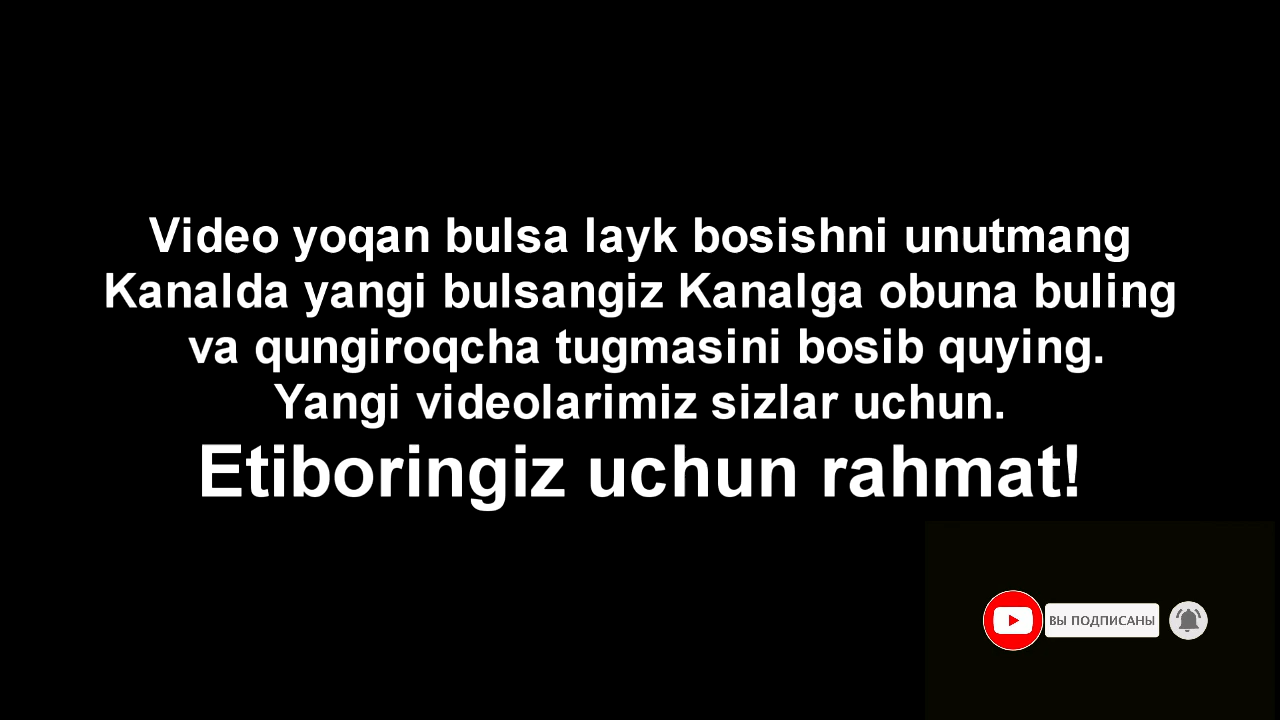 Video yoqan bulsa layk bosishni unutmang
Kanalda yangi bulsangiz Kanalga obuna buling
va qungiroqcha tugmasini bosib quying.
Yangi videolarimiz sizlar uchun.
Etiboringiz uchun rahmat!
ВЫ ПОДПИСАНЫ